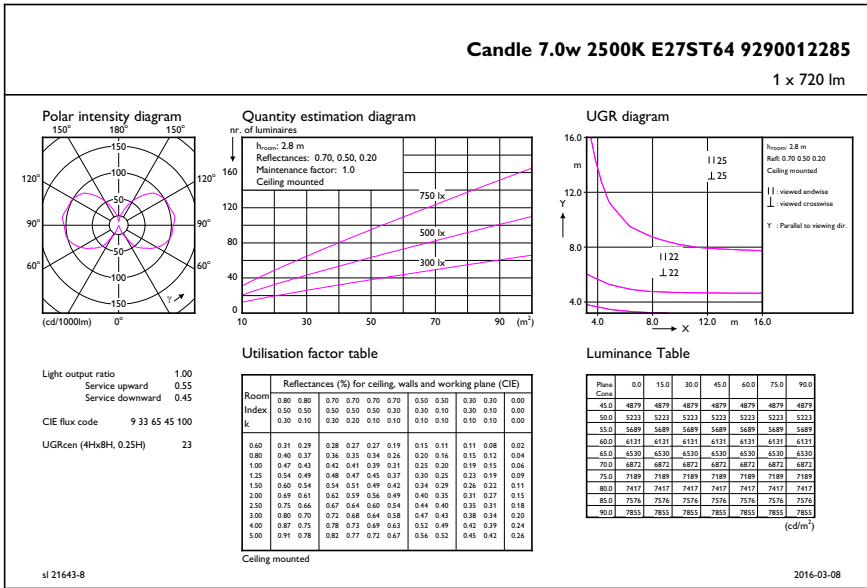 Candle 7.0w 2500K E27ST64 9290012285
1 x 720 lm
Polar intensity diagram
150° 180° 150°
120° 120°
90° 90°
60° 60°
150
100
50
50
100
150
γ
(cd/1000lm) 0°
Quantity estimation diagram
nr. of luminaires
hroom: 2.8 m
Reflectances: 0.70, 0.50, 0.20
Maintenance factor: 1.0
Ceiling mounted
160
120
80
40
0
750 lx
500 lx
300 lx
10 30 50 70 90 (m²)
UGR diagram
16.0
m
12.0
Y
8.0
4.0
II25
⊥25
II22
⊥22
4.0 8.0 12.0 m 16.0
X
hroom: 2.8 m
Refl: 0.70 0.50 0.20
Ceiling mounted
II : viewed endwise
⊥ : viewed crosswise
Y : Parallel to viewing dir.
Light output ratio 1.00
Service upward 0.55
Service downward 0.45
CIE flux code 9 33 65 45 100
UGRcen (4Hx8H, 0.25H) 23
Utilisation factor table
Reflectances (%) for ceiling, walls and working plane (CIE)
Room
Index
k
0.80 0.80 0.70 0.70 0.70 0.70 0.50 0.50 0.30 0.30 0.00
0.50 0.50 0.50 0.50 0.50 0.30 0.30 0.10 0.30 0.10 0.00
0.30 0.10 0.30 0.20 0.10 0.10 0.10 0.10 0.10 0.10 0.00
0.60 0.31 0.29 0.28 0.27 0.27 0.19 0.15 0.11 0.11 0.08 0.02
0.80 0.40 0.37 0.36 0.35 0.34 0.26 0.20 0.16 0.15 0.12 0.04
1.00 0.47 0.43 0.42 0.41 0.39 0.31 0.25 0.20 0.19 0.15 0.06
1.25 0.54 0.49 0.48 0.47 0.45 0.37 0.30 0.25 0.23 0.19 0.09
1.50 0.60 0.54 0.54 0.51 0.49 0.42 0.34 0.29 0.26 0.22 0.11
2.00 0.69 0.61 0.62 0.59 0.56 0.49 0.40 0.35 0.31 0.27 0.15
2.50 0.75 0.66 0.67 0.64 0.60 0.54 0.44 0.40 0.35 0.31 0.18
3.00 0.80 0.70 0.72 0.68 0.64 0.58 0.47 0.43 0.38 0.34 0.20
4.00 0.87 0.75 0.78 0.73 0.69 0.63 0.52 0.49 0.42 0.39 0.24
5.00 0.91 0.78 0.82 0.77 0.72 0.67 0.56 0.52 0.45 0.42 0.26
Ceiling mounted
Luminance Table
Plane 0.0 15.0 30.0 45.0 60.0 75.0 90.0
Cone
45.0 4879 4879 4879 4879 4879 4879 4879
50.0 5223 5223 5223 5223 5223 5223 5223
55.0 5689 5689 5689 5689 5689 5689 5689
60.0 6131 6131 6131 6131 6131 6131 6131
65.0 6530 6530 6530 6530 6530 6530 6530
70.0 6872 6872 6872 6872 6872 6872 6872
75.0 7189 7189 7189 7189 7189 7189 7189
80.0 7417 7417 7417 7417 7417 7417 7417
85.0 7576 7576 7576 7576 7576 7576 7576
90.0 7855 7855 7855 7855 7855 7855 7855
(cd/m²)
sl 21643-8
2016-03-08